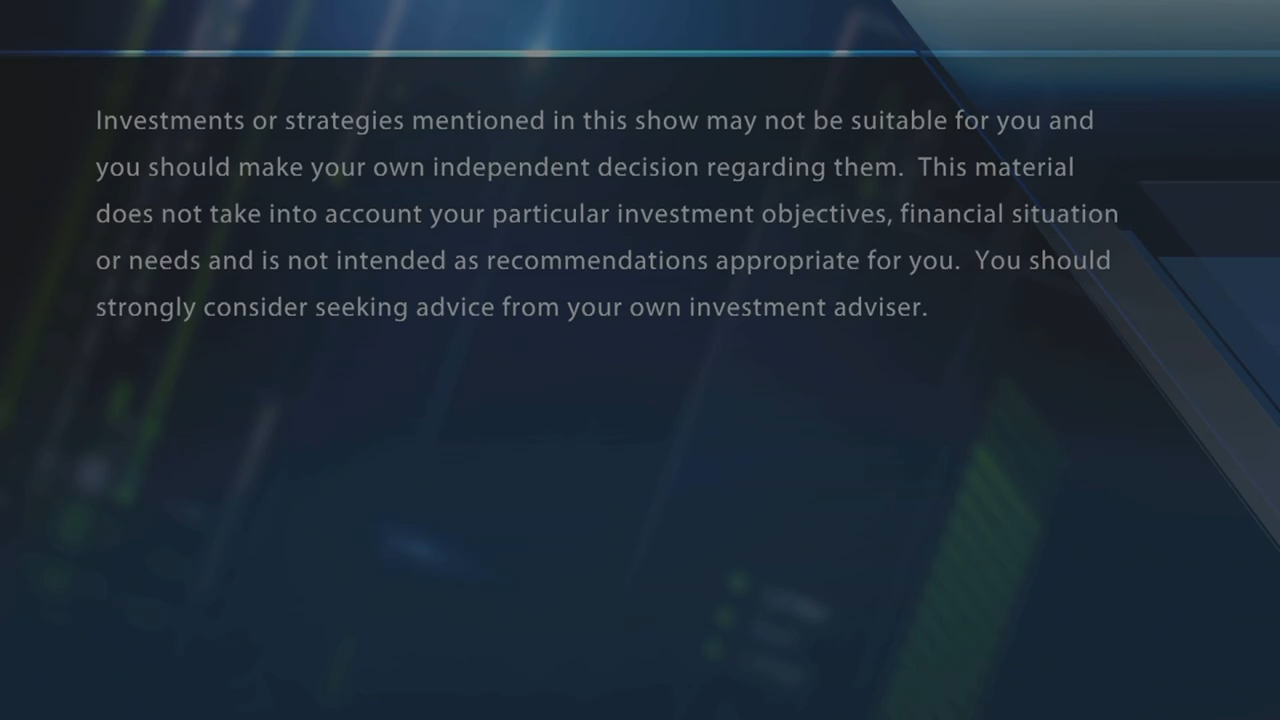 Investments or strategies mentioned in this show may not be suitable for you and
you should make your own independent decision regarding them.  This material
does not take into account your particular investment objectives, financial situation
or needs and is not intended as recommendations appropriate for you.  You should
strongly consider seeking advice from your own investment adviser.